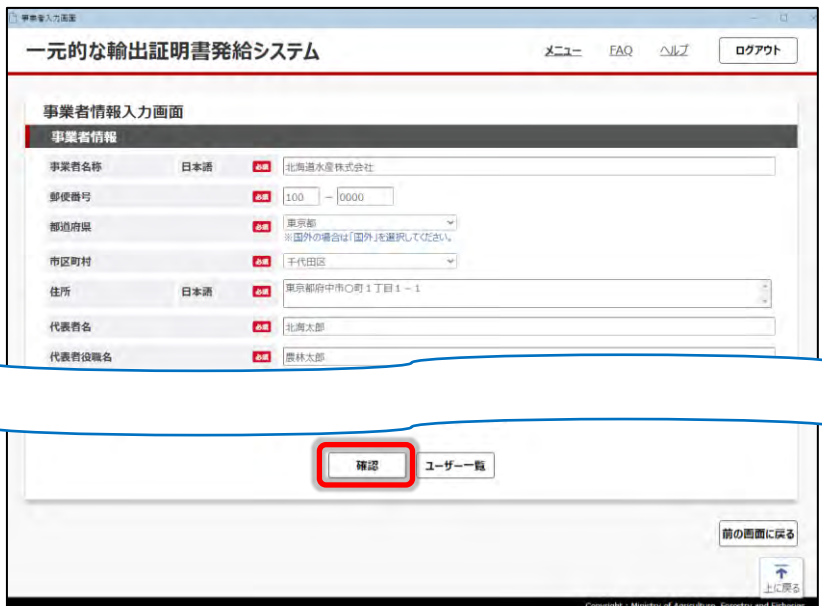 事業者入力画面
一元的な輸出証明書発給システム メニュー FAQ ヘルプ ログアウト
事業者情報入力画面
事業者情報
事業者名称 日本語 必須 北海道水産株式会社
郵便番号 必須 100 － 0000
都道府県 必須 東京都
※国外の場合は「国外」を選択してください。
市区町村 必須 千代田区
住所 日本語 必須 東京都府中市〇町１丁目１－１
代表者名 必須 北海太郎
代表者役職名 必須 農林太郎
確認 ユーザー一覧
前の画面に戻る
上に戻る
Copyright : Ministry of Agriculture, Forestry and Fisheries